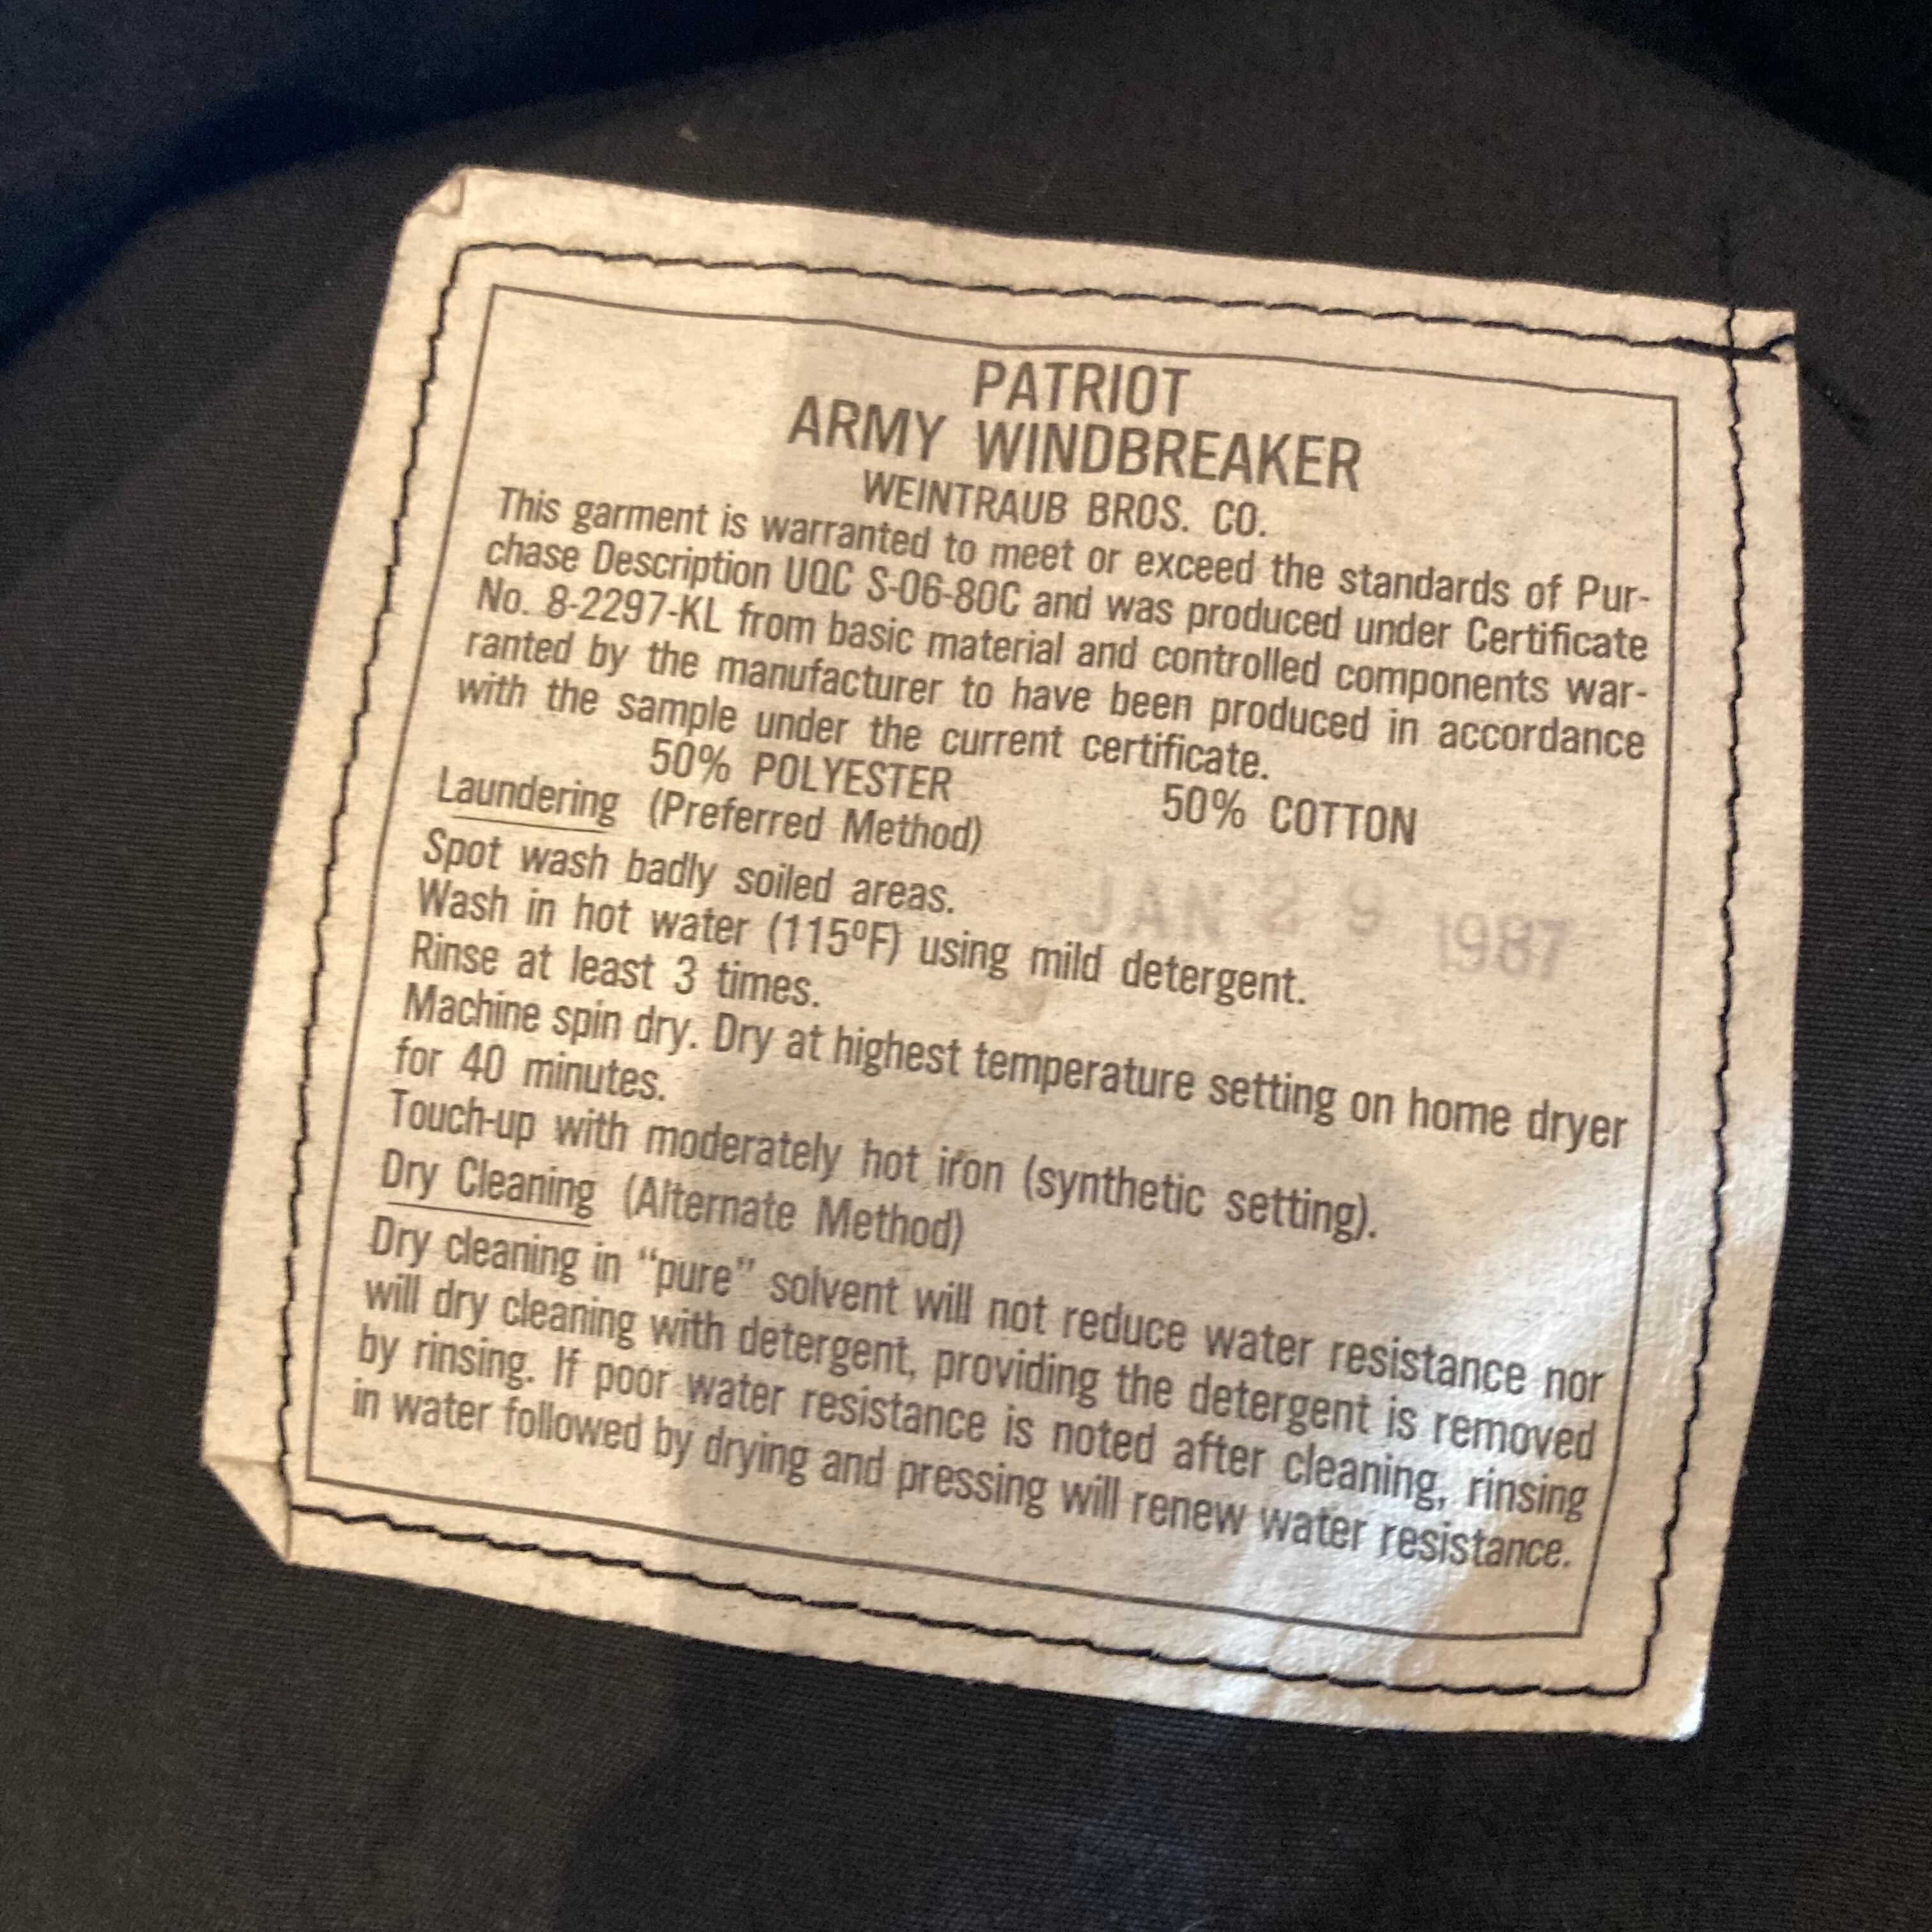 PATRIOT
ARMY WINDBREAKER
WEINTRAUB BROS. CO.
This garment is warranted to meet or exceed the standards of Pur-
chase Description UQC S-06-80C and was produced under Certificate
No. 8-2297-KL from basic material and controlled components war-
ranted by the manufacturer to have been produced in accordance
with the sample under the current certificate.
50% POLYESTER 50% COTTON
Laundering (Preferred Method)
Spot wash badly soiled areas.
JAN 29 1987
Wash in hot water (115ºF) using mild detergent.
Rinse at least 3 times.
Machine spin dry. Dry at highest temperature setting on home dryer
for 40 minutes.
Touch-up with moderately hot iron (synthetic setting).
Dry Cleaning (Alternate Method)
Dry cleaning in “pure” solvent will not reduce water resistance nor
will dry cleaning with detergent, providing the detergent is removed
by rinsing. If poor water resistance is noted after cleaning, rinsing
in water followed by drying and pressing will renew water resistance.